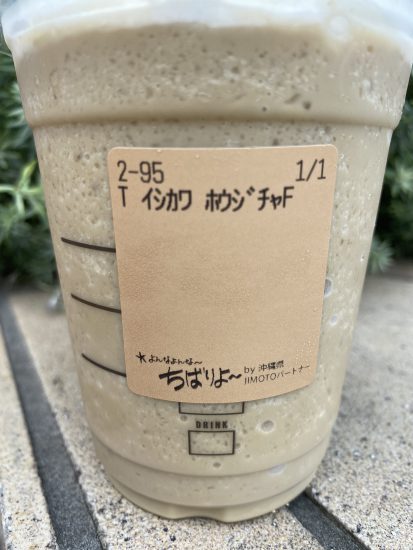 2-95 1/1
T イシカワ ホウジチャF
よんなよんな〜
ちばりよ〜 by 沖縄県
JIMOTOパートナー
DRINK